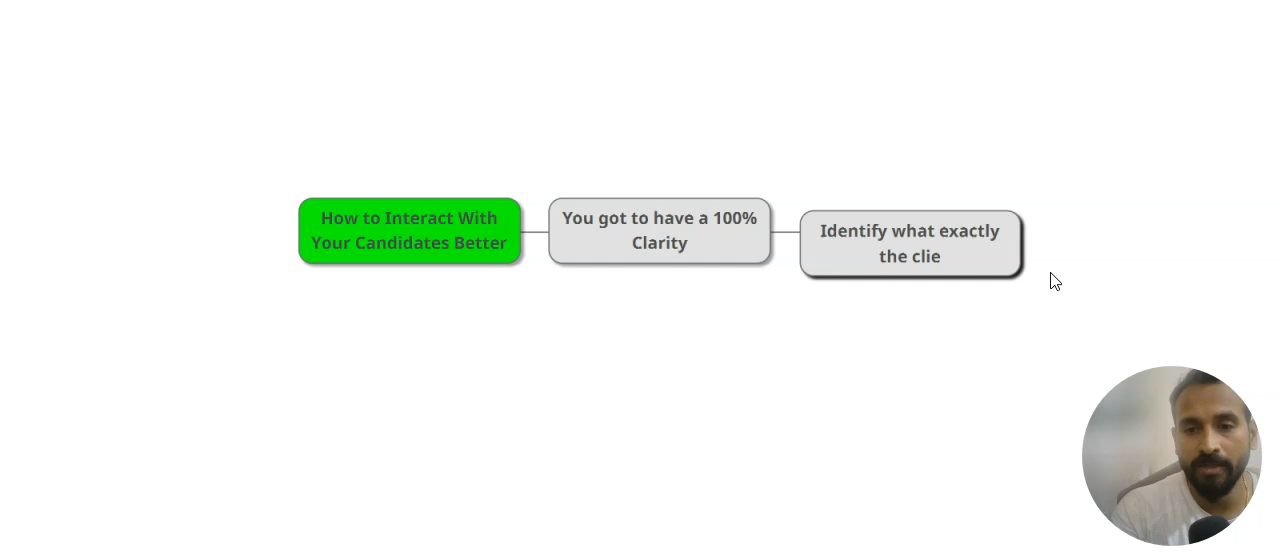 How to Interact With
Your Candidates Better
You got to have a 100%
Clarity
Identify what exactly
the clie